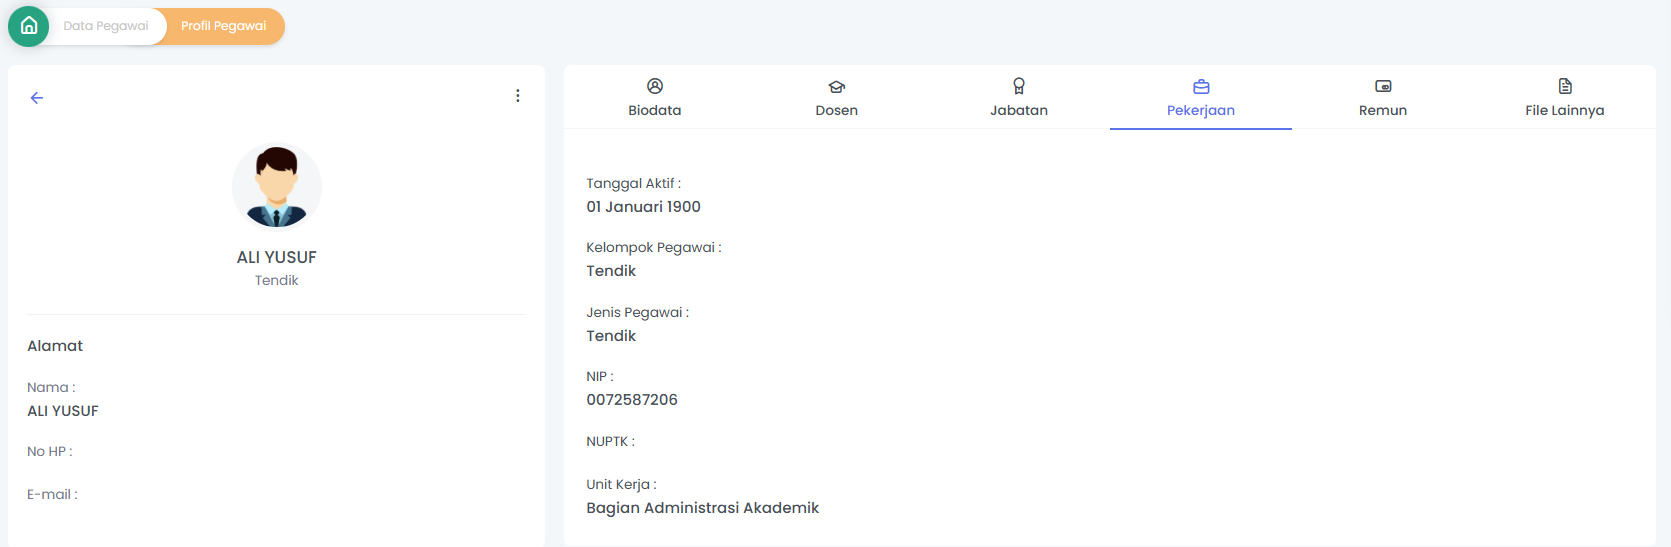 Data Pegawai
Profil Pegawai
ALI YUSUF
Tendik
Alamat
Nama :
ALI YUSUF
No HP :
E-mail :
Biodata
Dosen
Jabatan
Pekerjaan
Remun
File Lainnya
Tanggal Aktif :
01 Januari 1900
Kelompok Pegawai :
Tendik
Jenis Pegawai :
Tendik
NIP :
0072587206
NUPTK :
Unit Kerja :
Bagian Administrasi Akademik